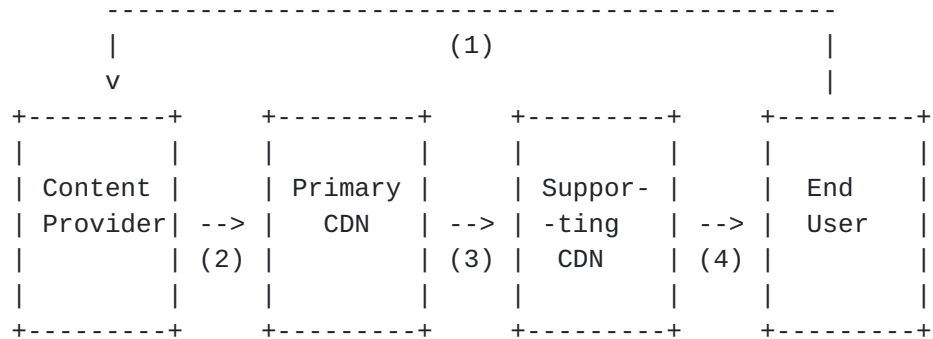 (1)
v
Content Primary Suppor- End
Provider --> CDN --> -ting --> User
(2) (3) CDN (4)